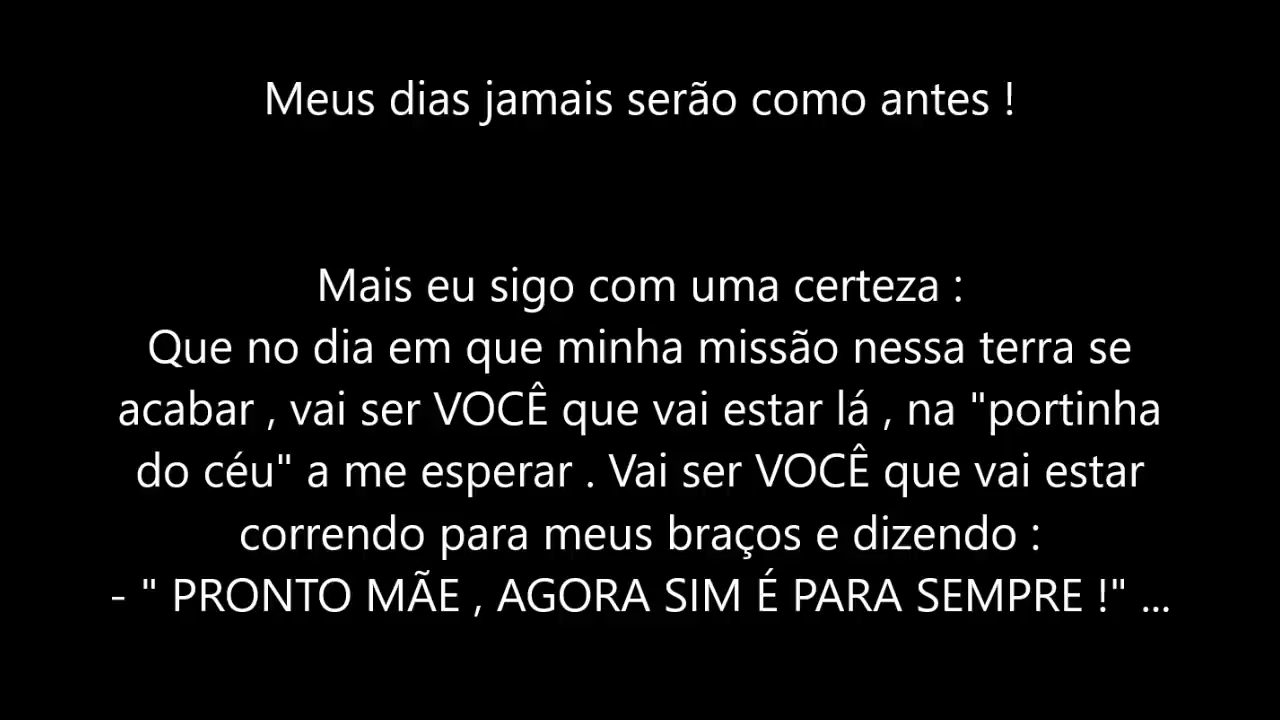 Meus dias jamais serão como antes !
Mais eu sigo com uma certeza :
Que no dia em que minha missão nessa terra se
acabar , vai ser VOCÊ que vai estar lá , na "portinha
do céu" a me esperar . Vai ser VOCÊ que vai estar
correndo para meus braços e dizendo :
- " PRONTO MÃE , AGORA SIM É PARA SEMPRE !" ...